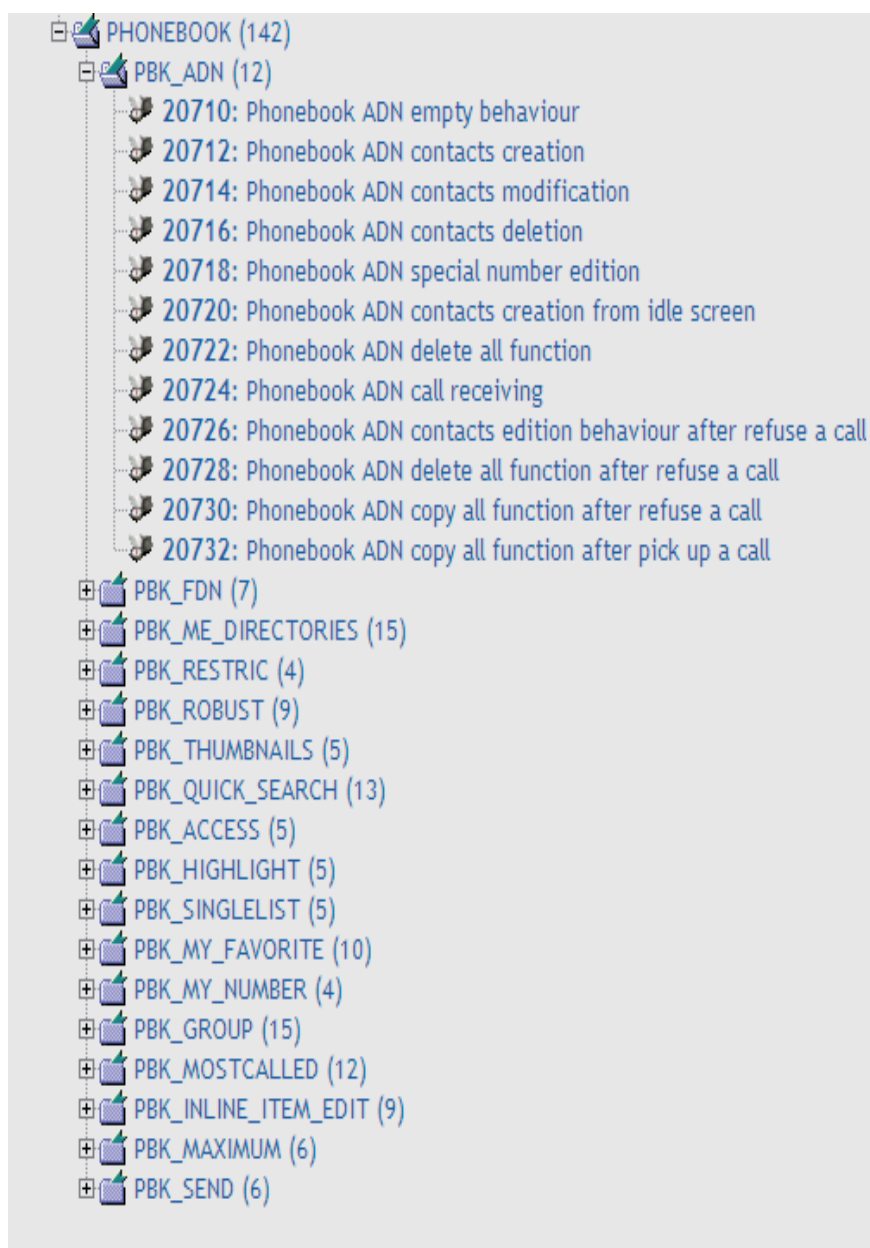 PHONEBOOK (142)
PBK_ADN (12)
20710: Phonebook ADN empty behaviour
20712: Phonebook ADN contacts creation
20714: Phonebook ADN contacts modification
20716: Phonebook ADN contacts deletion
20718: Phonebook ADN special number edition
20720: Phonebook ADN contacts creation from idle screen
20722: Phonebook ADN delete all function
20724: Phonebook ADN call receiving
20726: Phonebook ADN contacts edition behaviour after refuse a call
20728: Phonebook ADN delete all function after refuse a call
20730: Phonebook ADN copy all function after refuse a call
20732: Phonebook ADN copy all function after pick up a call
PBK_FDN (7)
PBK_ME_DIRECTORIES (15)
PBK_RESTRIC (4)
PBK_ROBUST (9)
PBK_THUMBNAILS (5)
PBK_QUICK_SEARCH (13)
PBK_ACCESS (5)
PBK_HIGHLIGHT (5)
PBK_SINGLELIST (5)
PBK_MY_FAVORITE (10)
PBK_MY_NUMBER (4)
PBK_GROUP (15)
PBK_MOSTCALLED (12)
PBK_INLINE_ITEM_EDIT (9)
PBK_MAXIMUM (6)
PBK_SEND (6)